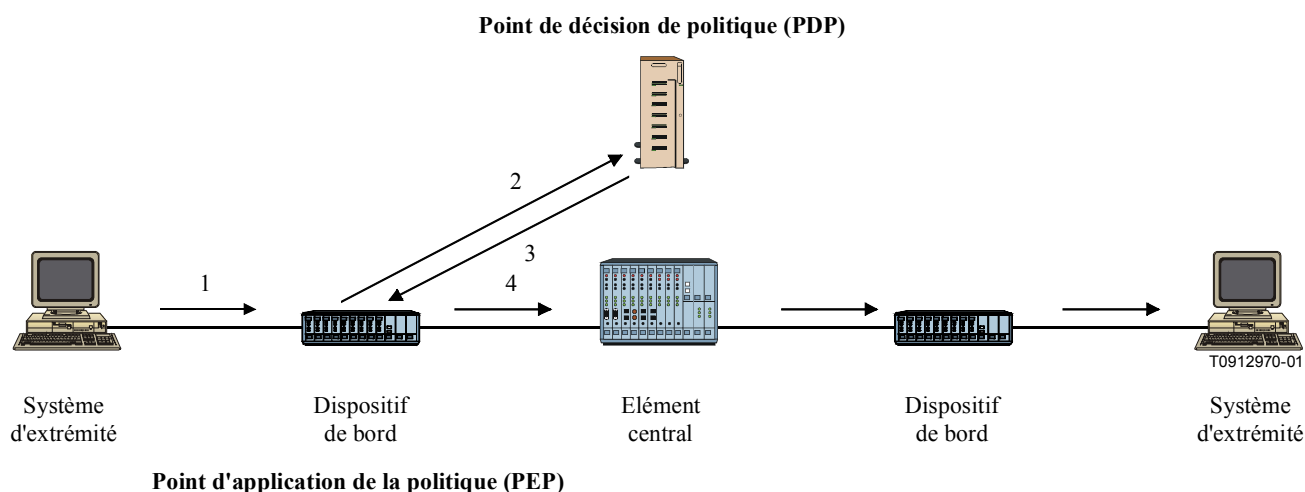 Point de décision de politique (PDP)
2
3
1
4
T0912970-01
Système
d'extrémité
Dispositif
de bord
Elément
central
Dispositif
de bord
Système
d'extrémité
Point d'application de la politique (PEP)